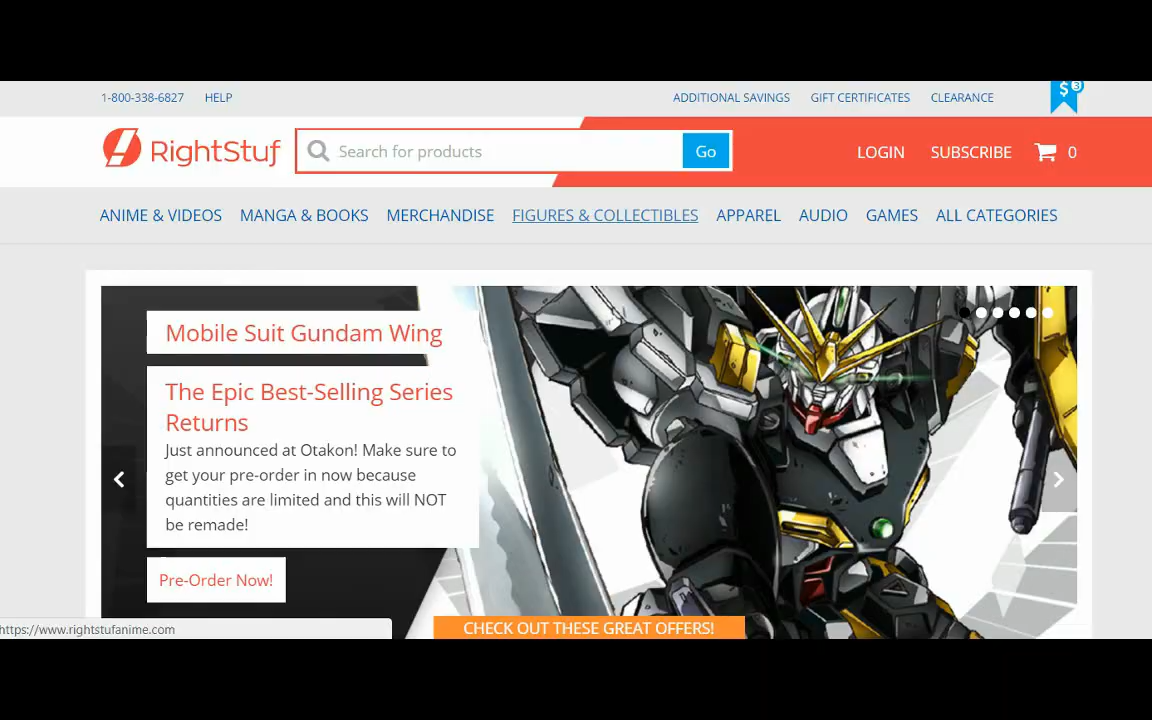 1-800-338-6827 HELP ADDITIONAL SAVINGS GIFT CERTIFICATES CLEARANCE $ 3
RightStuf Search for products Go LOGIN SUBSCRIBE 0
ANIME & VIDEOS MANGA & BOOKS MERCHANDISE FIGURES & COLLECTIBLES APPAREL AUDIO GAMES ALL CATEGORIES
Mobile Suit Gundam Wing
The Epic Best-Selling Series
Returns
Just announced at Otakon! Make sure to
get your pre-order in now because
quantities are limited and this will NOT
be remade!
Pre-Order Now!
https://www.rightstufanime.com
CHECK OUT THESE GREAT OFFERS!